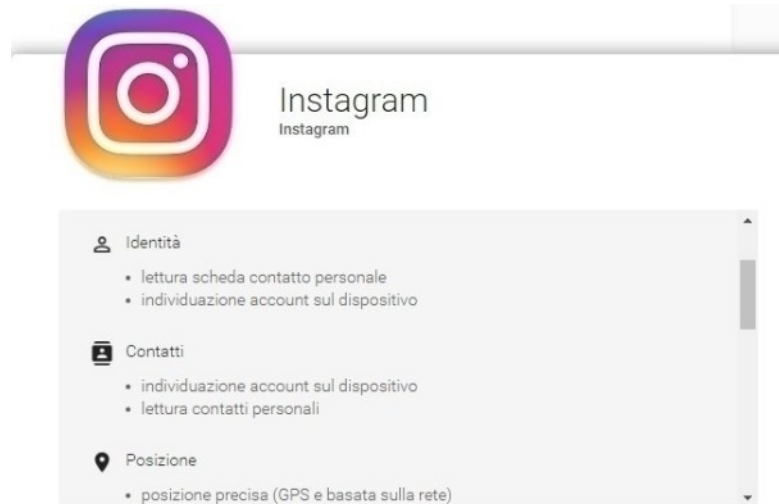 Instagram
Instagram
Identità
• lettura scheda contatto personale
• individuazione account sul dispositivo
Contatti
• individuazione account sul dispositivo
• lettura contatti personali
Posizione
• posizione precisa (GPS e basata sulla rete)